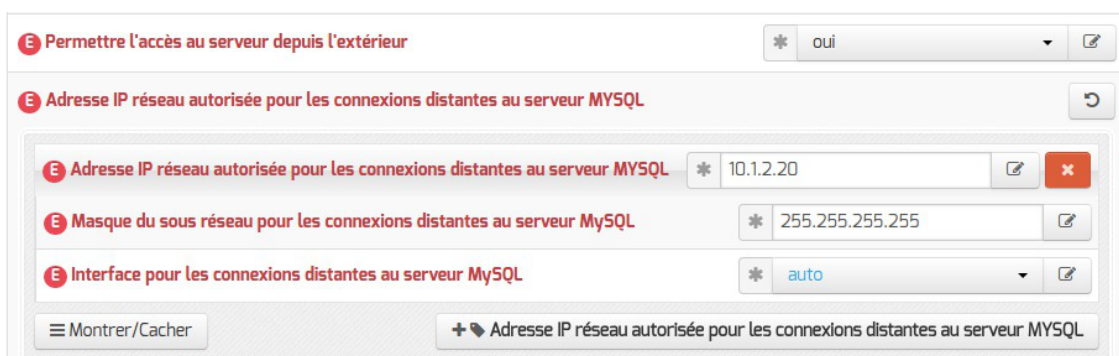 E Permettre l'accès au serveur depuis l'extérieur * oui
E Adresse IP réseau autorisée pour les connexions distantes au serveur MYSQL
E Adresse IP réseau autorisée pour les connexions distantes au serveur MYSQL * 10.1.2.20
E Masque du sous réseau pour les connexions distantes au serveur MySQL * 255.255.255.255
E Interface pour les connexions distantes au serveur MySQL * auto
Montrer/Cacher + Adresse IP réseau autorisée pour les connexions distantes au serveur MYSQL